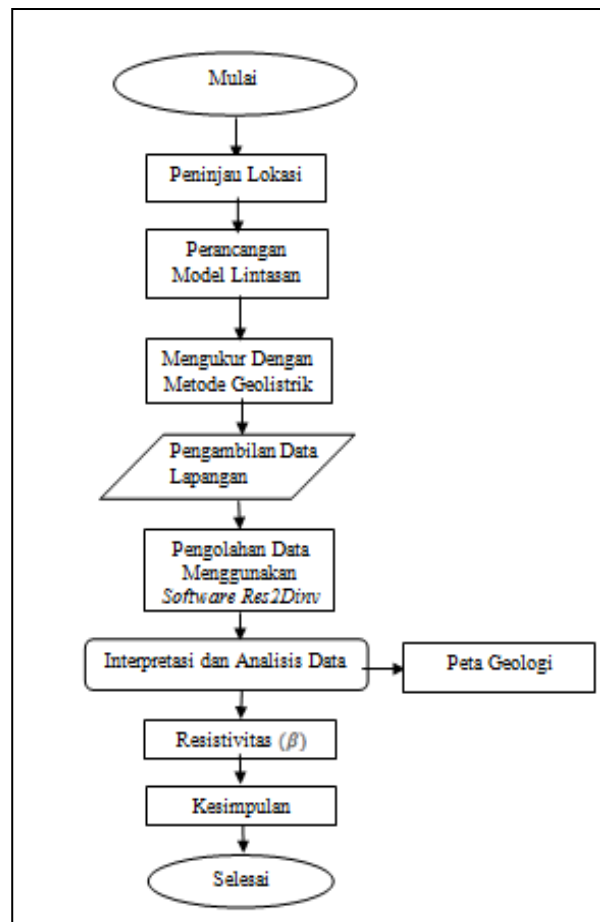 Mulai
Peninjau Lokasi
Perancangan
Model Lintasan
Mengukur Dengan
Metode Geolistrik
Pengambilan Data
Lapangan
Pengolahan Data
Menggunakan
Software Res2Dinv
Interpretasi dan Analisis Data
Peta Geologi
Resistivitas (β)
Kesimpulan
Selesai